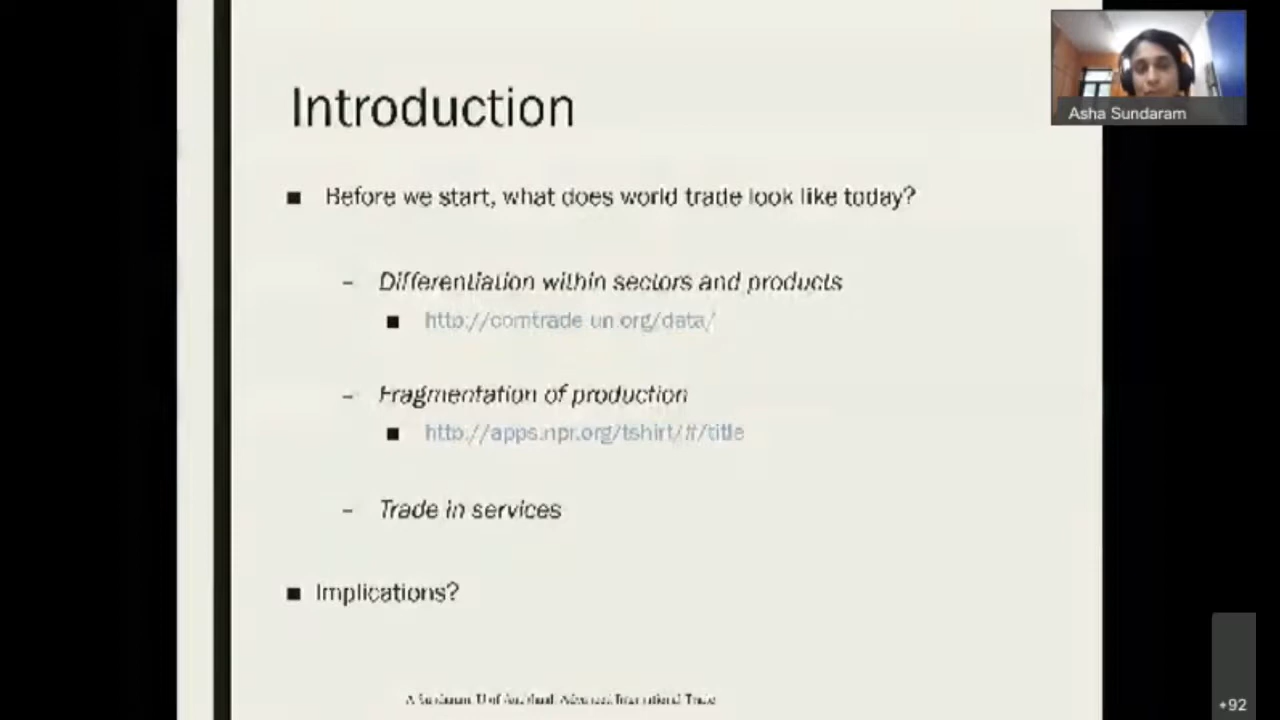 Introduction
Asha Sundaram
■ Before we start, what does world trade look like today?
– Differentiation within sectors and products
■ http://comtrade.un.org/data/
– Fragmentation of production
■ http://apps.npr.org/tshirt/#/title
– Trade in services
■ Implications?
A Sundaram, U of Auckland, Advanced International Trade
+92